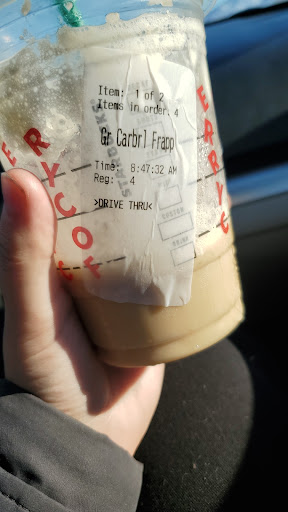 Item: 1 of 2
Items in order: 4
Gr Carbrl Frapp
Time: 8:47:32 AM
Reg: 4
>DRIVE THRU<